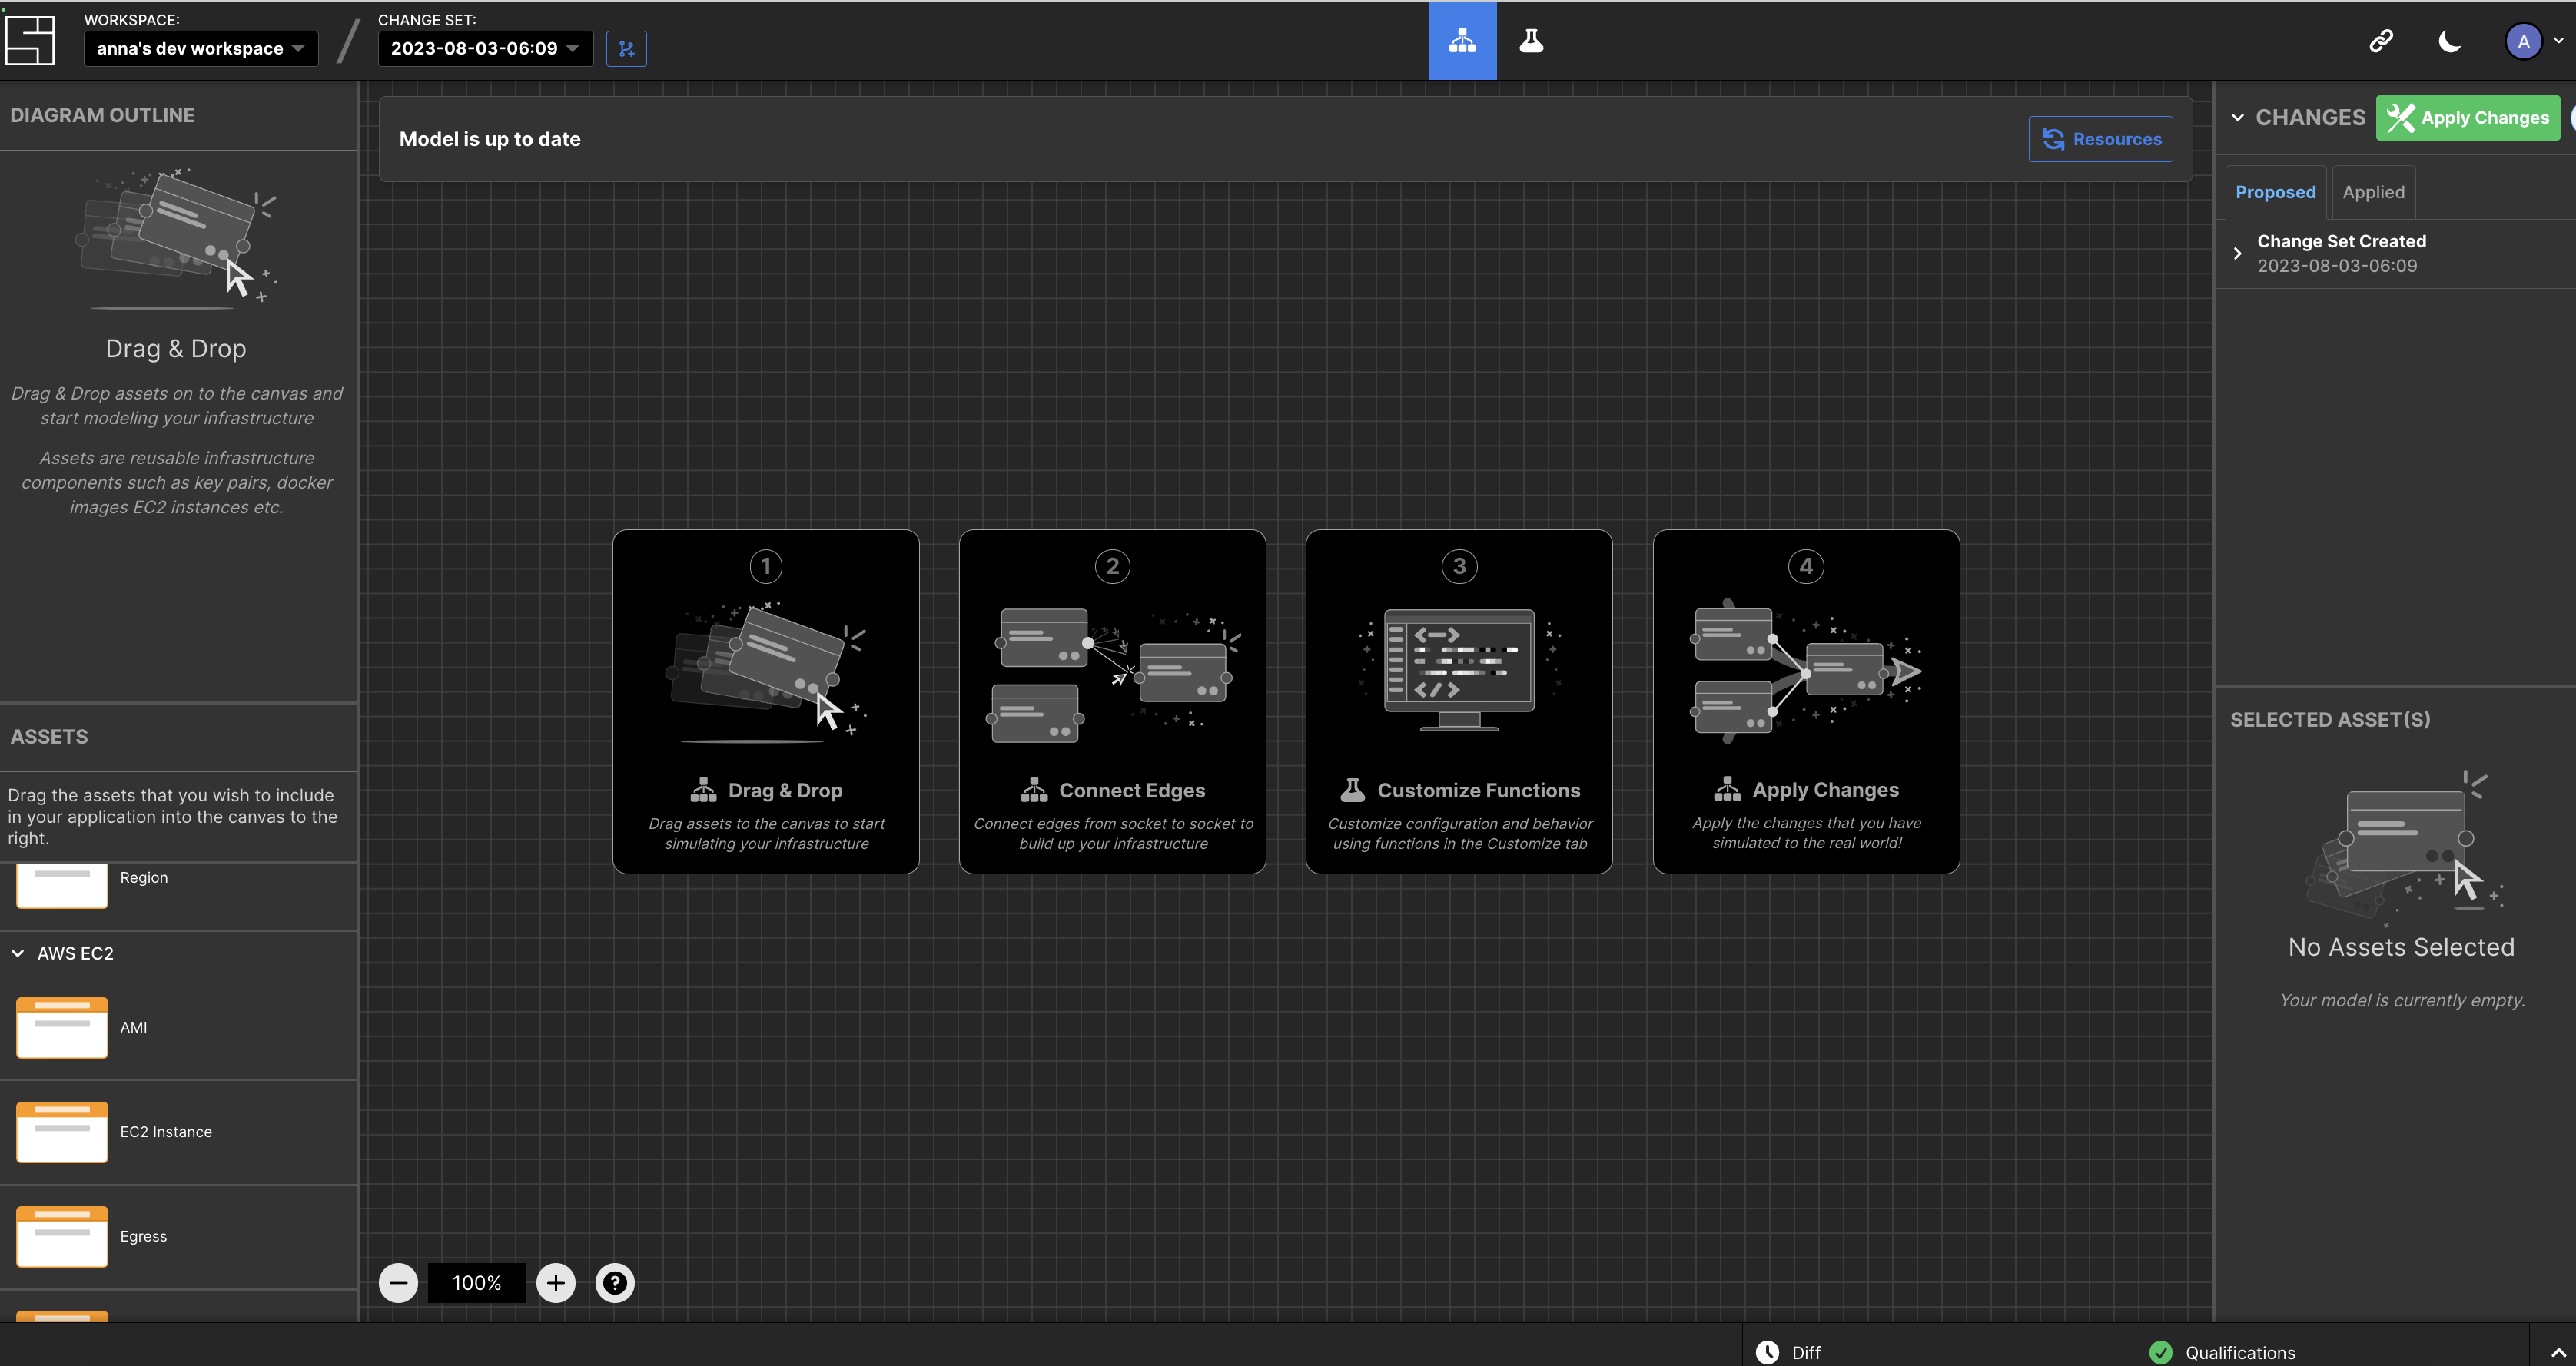 WORKSPACE:
anna's dev workspace
CHANGE SET:
2023-08-03-06:09
A
DIAGRAM OUTLINE
Drag & Drop
Drag & Drop assets on to the canvas and
start modeling your infrastructure
Assets are reusable infrastructure
components such as key pairs, docker
images EC2 instances etc.
ASSETS
Drag the assets that you wish to include
in your application into the canvas to the
right.
Region
AWS EC2
AMI
EC2 Instance
Egress
Model is up to date
Resources
1
Drag & Drop
Drag assets to the canvas to start
simulating your infrastructure
2
Connect Edges
Connect edges from socket to socket to
build up your infrastructure
3
Customize Functions
Customize configuration and behavior
using functions in the Customize tab
4
Apply Changes
Apply the changes that you have
simulated to the real world!
100%
?
CHANGES
Apply Changes
Proposed
Applied
Change Set Created
2023-08-03-06:09
SELECTED ASSET(S)
No Assets Selected
Your model is currently empty.
Diff
Qualifications